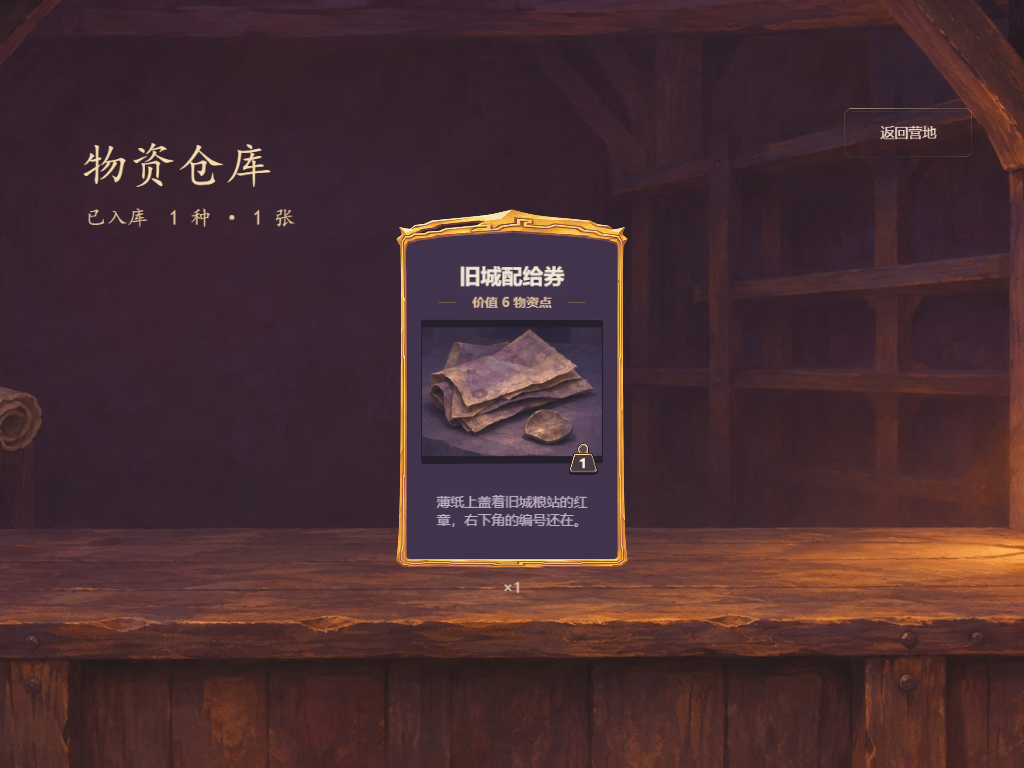 物资仓库
已入库 1 种 • 1 张
返回营地
旧城配给券
价值 6 物资点
1
薄纸上盖着旧城粮站的红
章，右下角的编号还在。
×1